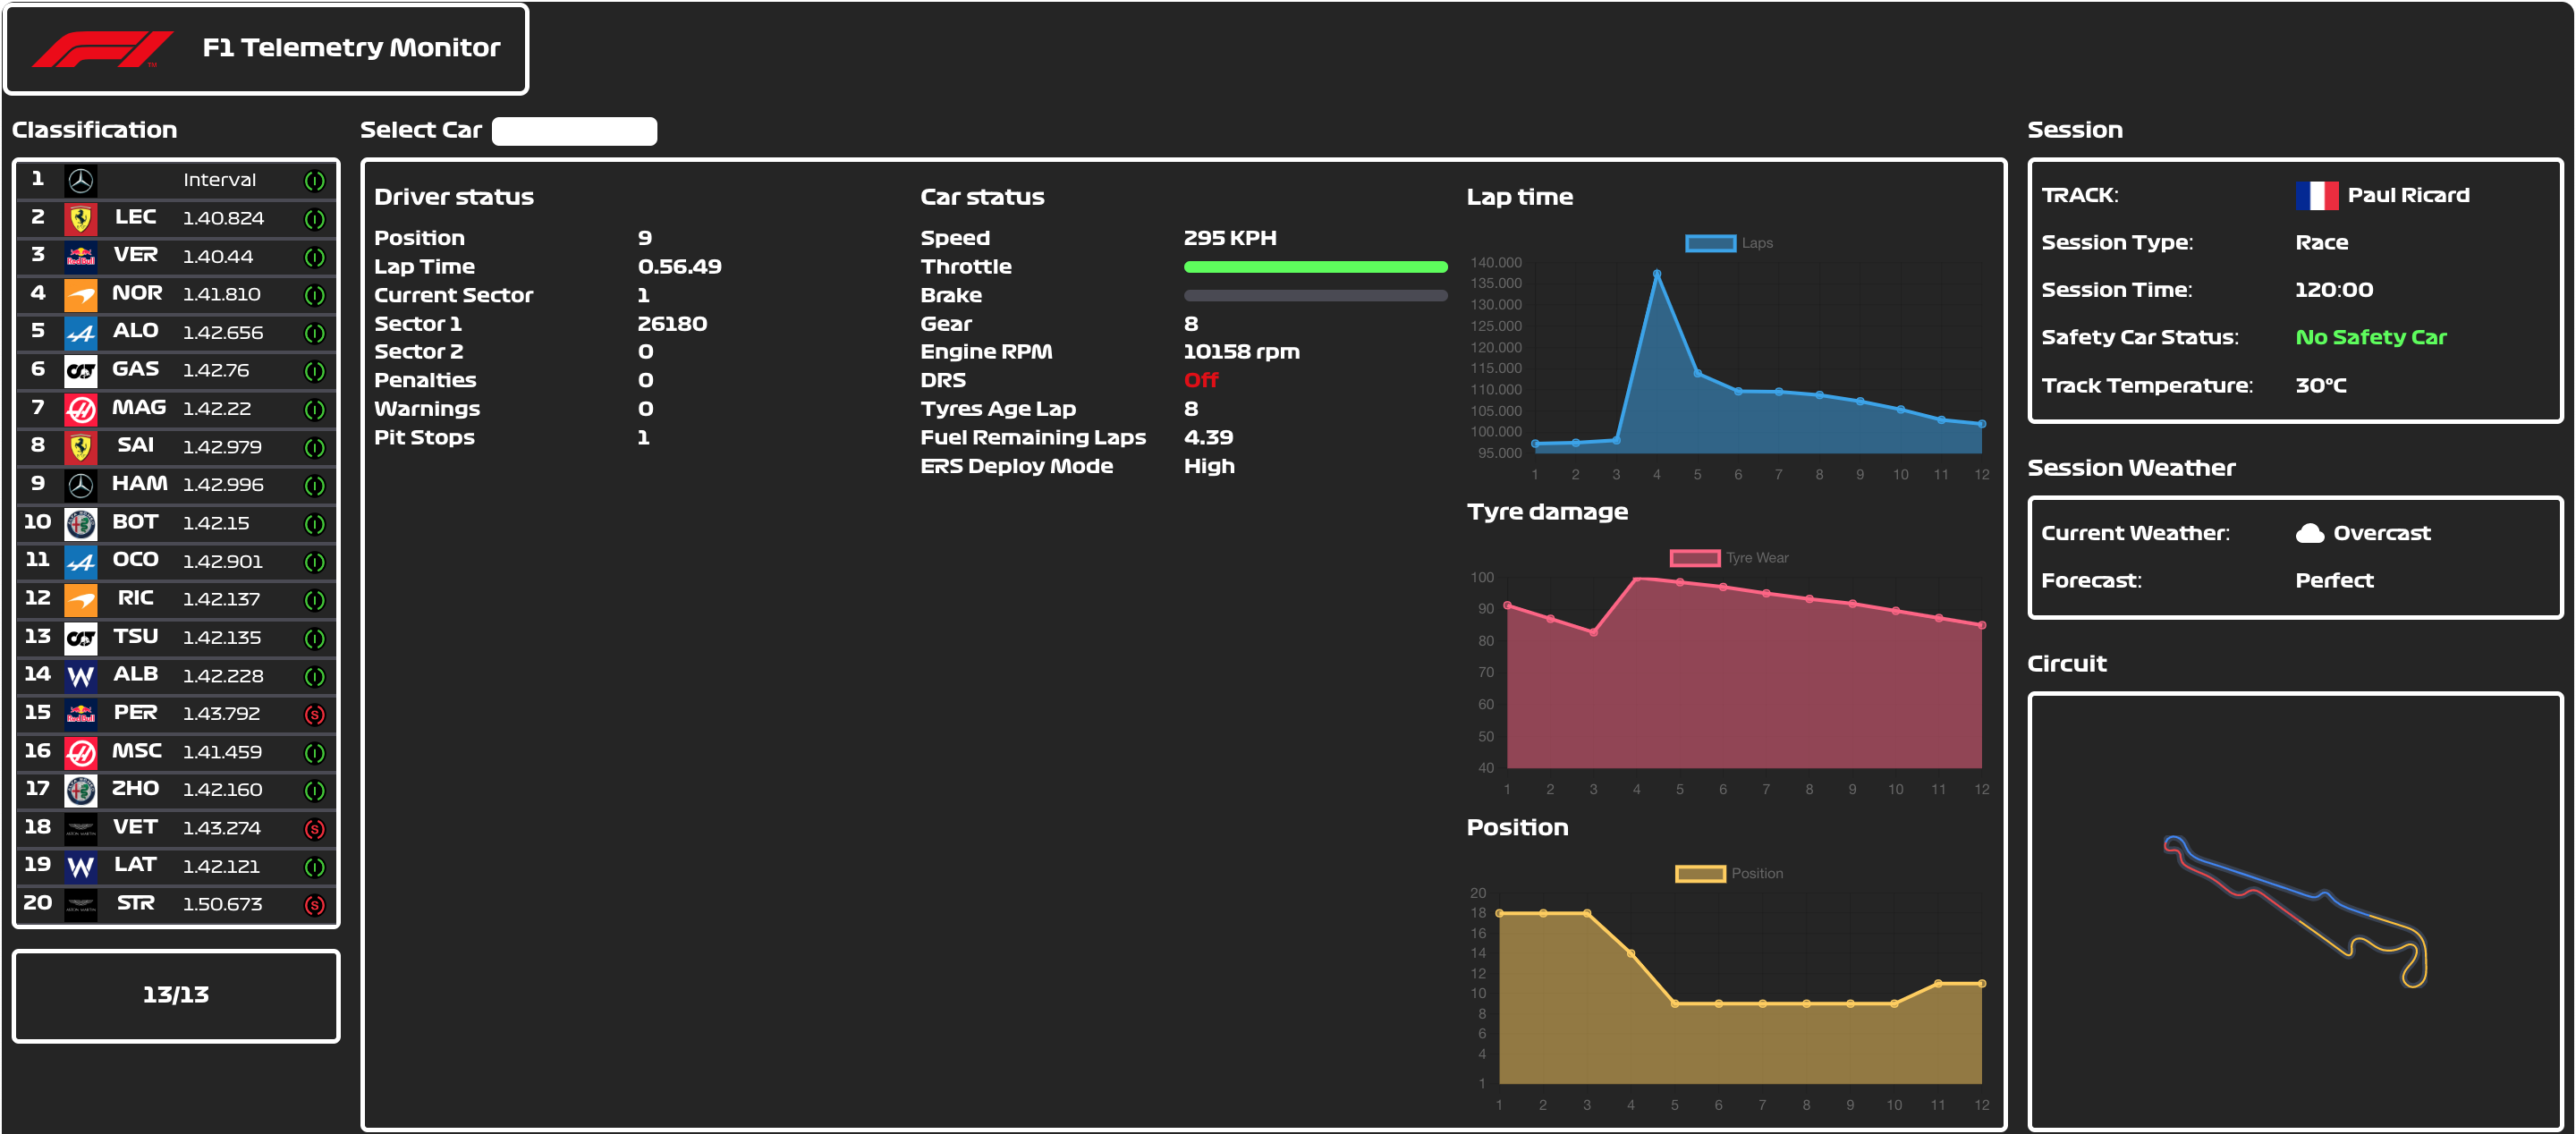 F1 Telemetry Monitor
Classification
1 Interval
2 LEC 1.40.824
3 VER 1.40.44
4 NOR 1.41.810
5 ALO 1.42.656
6 GAS 1.42.76
7 MAG 1.42.22
8 SAI 1.42.979
9 HAM 1.42.996
10 BOT 1.42.15
11 OCO 1.42.901
12 RIC 1.42.137
13 TSU 1.42.135
14 ALB 1.42.228
15 PER 1.43.792
16 MSC 1.41.459
17 ZHO 1.42.160
18 VET 1.43.274
19 LAT 1.42.121
20 STR 1.50.673
13/13
Select Car
Driver status
Position 9
Lap Time 0.56.49
Current Sector 1
Sector 1 26180
Sector 2 0
Penalties 0
Warnings 0
Pit Stops 1
Car status
Speed 295 KPH
Throttle
Brake
Gear 8
Engine RPM 10158 rpm
DRS Off
Tyres Age Lap 8
Fuel Remaining Laps 4.39
ERS Deploy Mode High
Lap time
Laps
140.000
135.000
130.000
125.000
120.000
115.000
110.000
105.000
100.000
95.000
1 2 3 4 5 6 7 8 9 10 11 12
Tyre damage
Tyre Wear
100
90
80
70
60
50
40
1 2 3 4 5 6 7 8 9 10 11 12
Position
Position
20
18
16
14
12
10
8
6
4
1
1 2 3 4 5 6 7 8 9 10 11 12
Session
TRACK: Paul Ricard
Session Type: Race
Session Time: 120:00
Safety Car Status: No Safety Car
Track Temperature: 30°C
Session Weather
Current Weather: Overcast
Forecast: Perfect
Circuit